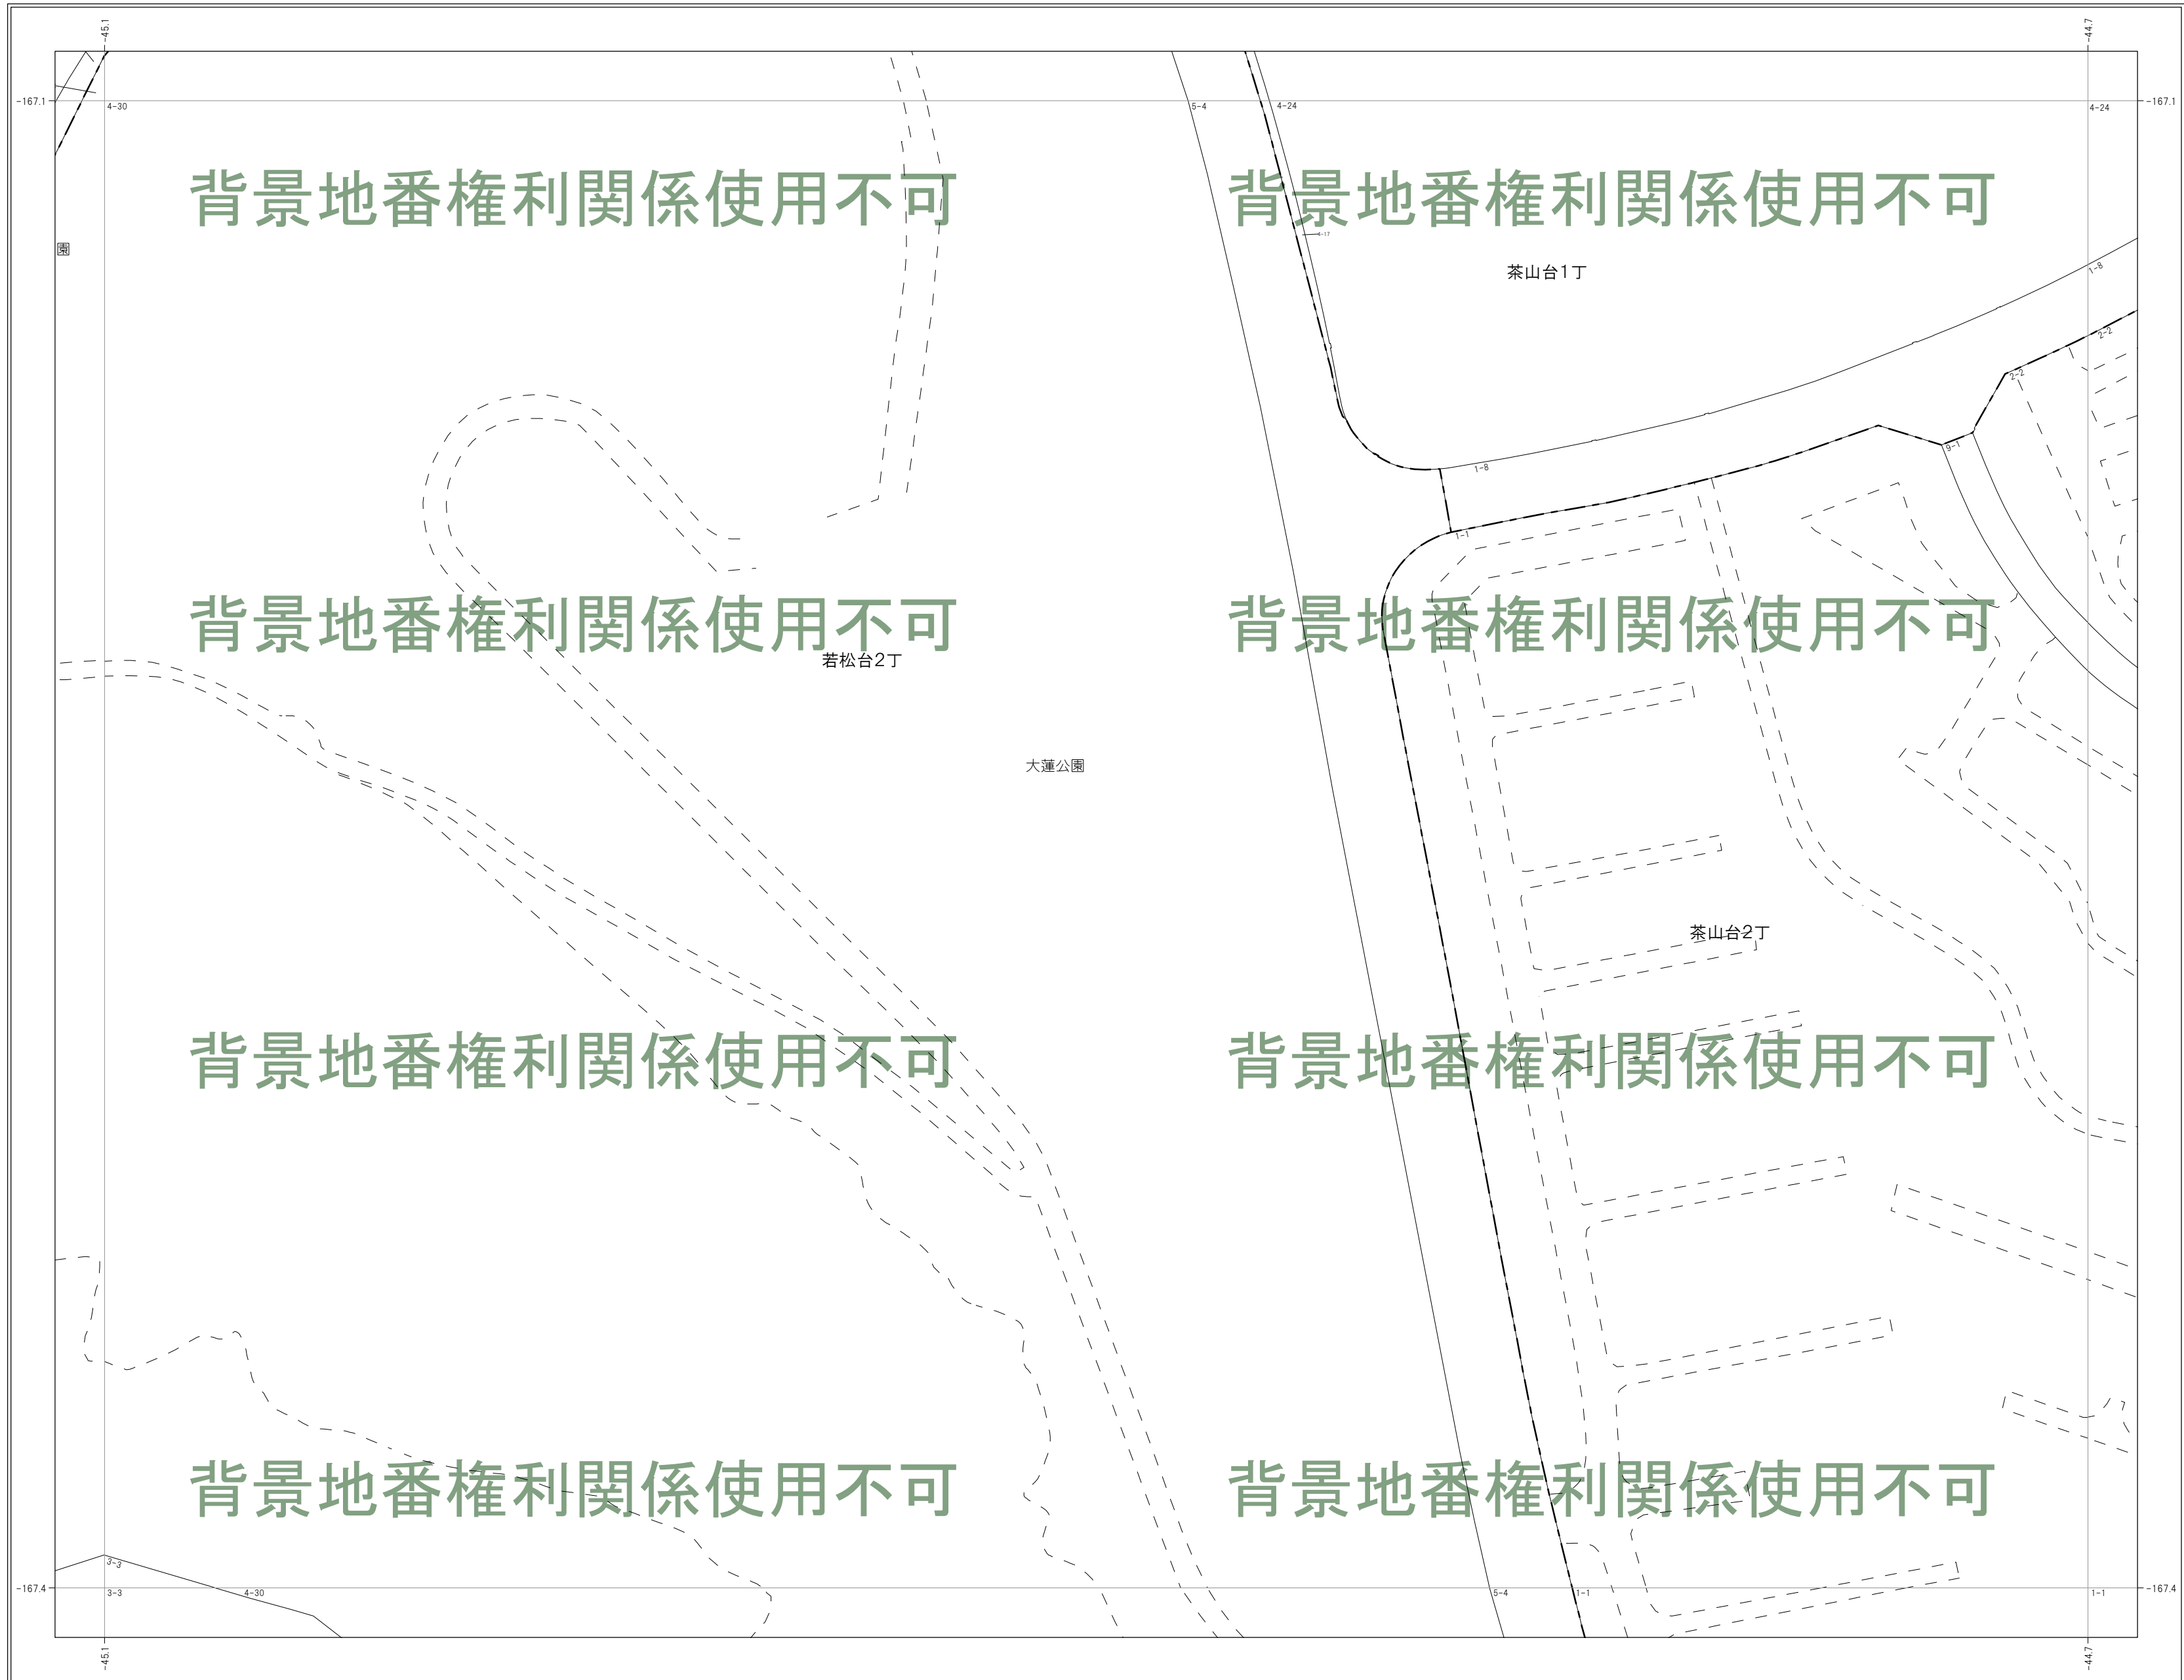 -45.1
-44.7
-167.1
4-30
5-4
4-24
4-24
-167.1
背景地番権利関係使用不可
背景地番権利関係使用不可
4-17
園
茶山台1丁
1-8
2-2
2-2
9-1
1-8
1-1
背景地番権利関係使用不可
背景地番権利関係使用不可
若松台2丁
大蓮公園
茶山台2丁
背景地番権利関係使用不可
背景地番権利関係使用不可
背景地番権利関係使用不可
背景地番権利関係使用不可
3-3
-167.4
3-3
4-30
5-4
1-1
1-1
-167.4
-45.1
-44.7